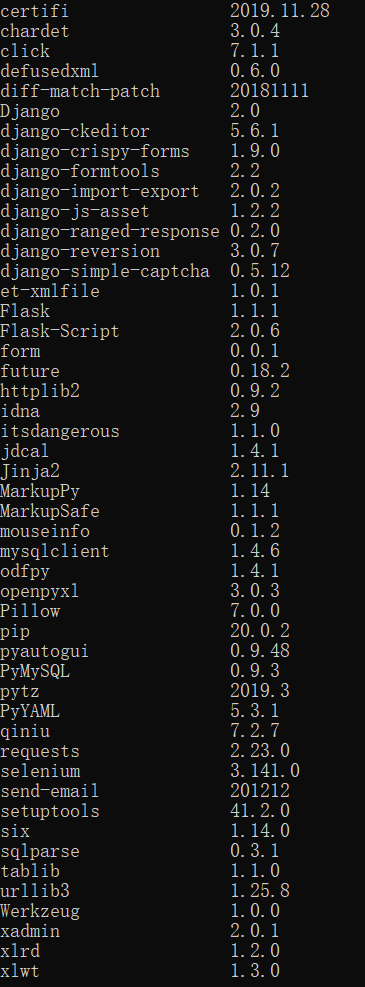 certifi 2019.11.28
chardet 3.0.4
click 7.1.1
defusedxml 0.6.0
diff-match-patch 20181111
Django 2.0
django-ckeditor 5.6.1
django-crispy-forms 1.9.0
django-formtools 2.2
django-import-export 2.0.2
django-js-asset 1.2.2
django-ranged-response 0.2.0
django-reversion 3.0.7
django-simple-captcha 0.5.12
et-xmlfile 1.0.1
Flask 1.1.1
Flask-Script 2.0.6
form 0.0.1
future 0.18.2
httplib2 0.9.2
idna 2.9
itsdangerous 1.1.0
jdcal 1.4.1
Jinja2 2.11.1
MarkupPy 1.14
MarkupSafe 1.1.1
mouseinfo 0.1.2
mysqlclient 1.4.6
odfpy 1.4.1
openpyxl 3.0.3
Pillow 7.0.0
pip 20.0.2
pyautogui 0.9.48
PyMySQL 0.9.3
pytz 2019.3
PyYAML 5.3.1
qiniu 7.2.7
requests 2.23.0
selenium 3.141.0
send-email 201212
setuptools 41.2.0
six 1.14.0
sqlparse 0.3.1
tablib 1.1.0
urllib3 1.25.8
Werkzeug 1.0.0
xadmin 2.0.1
xlrd 1.2.0
xlwt 1.3.0